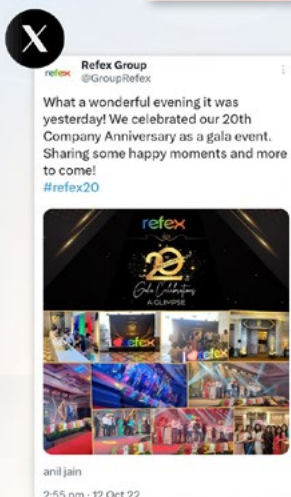 X
refex
Refex Group
@GroupRefex
What a wonderful evening it was
yesterday! We celebrated our 20th
Company Anniversary as a gala event.
Sharing some happy moments and more
to come!
#refex20
refex
20
Gala Celebrations
A GLIMPSE
refex
anil jain
2:55 pm · 12 Oct 22